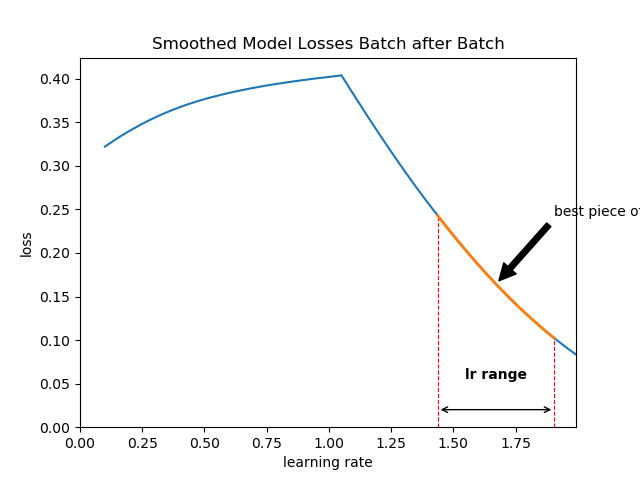 Smoothed Model Losses Batch after Batch
0.40
0.35
0.30
0.25
0.20
0.15
0.10
0.05
0.00
loss
best piece
lr range
0.00 0.25 0.50 0.75 1.00 1.25 1.50 1.75
learning rate